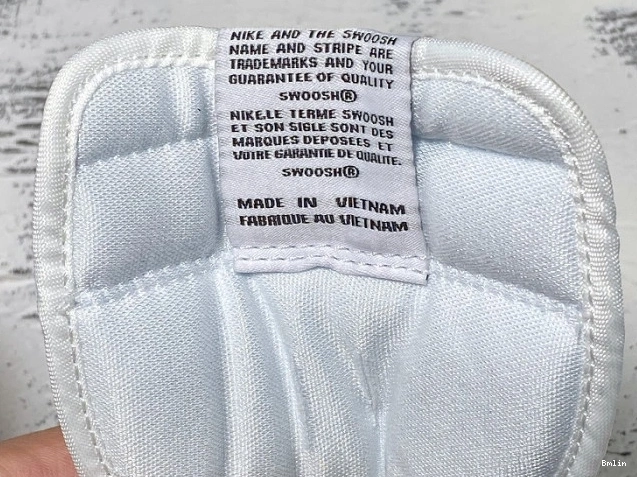 NIKE AND THE SWOOSH
NAME AND STRIPE ARE
TRADEMARKS AND YOUR
GUARANTEE OF QUALITY
SWOOSH®
NIKE.LE TERME SWOOSH
ET SON SIGLE SONT DES
MARQUES DEPOSEES ET
VOTRE GARANTIE DE QUALITE.
SWOOSH®
MADE IN VIETNAM
FABRIQUE AU VIETNAM
Bmlin